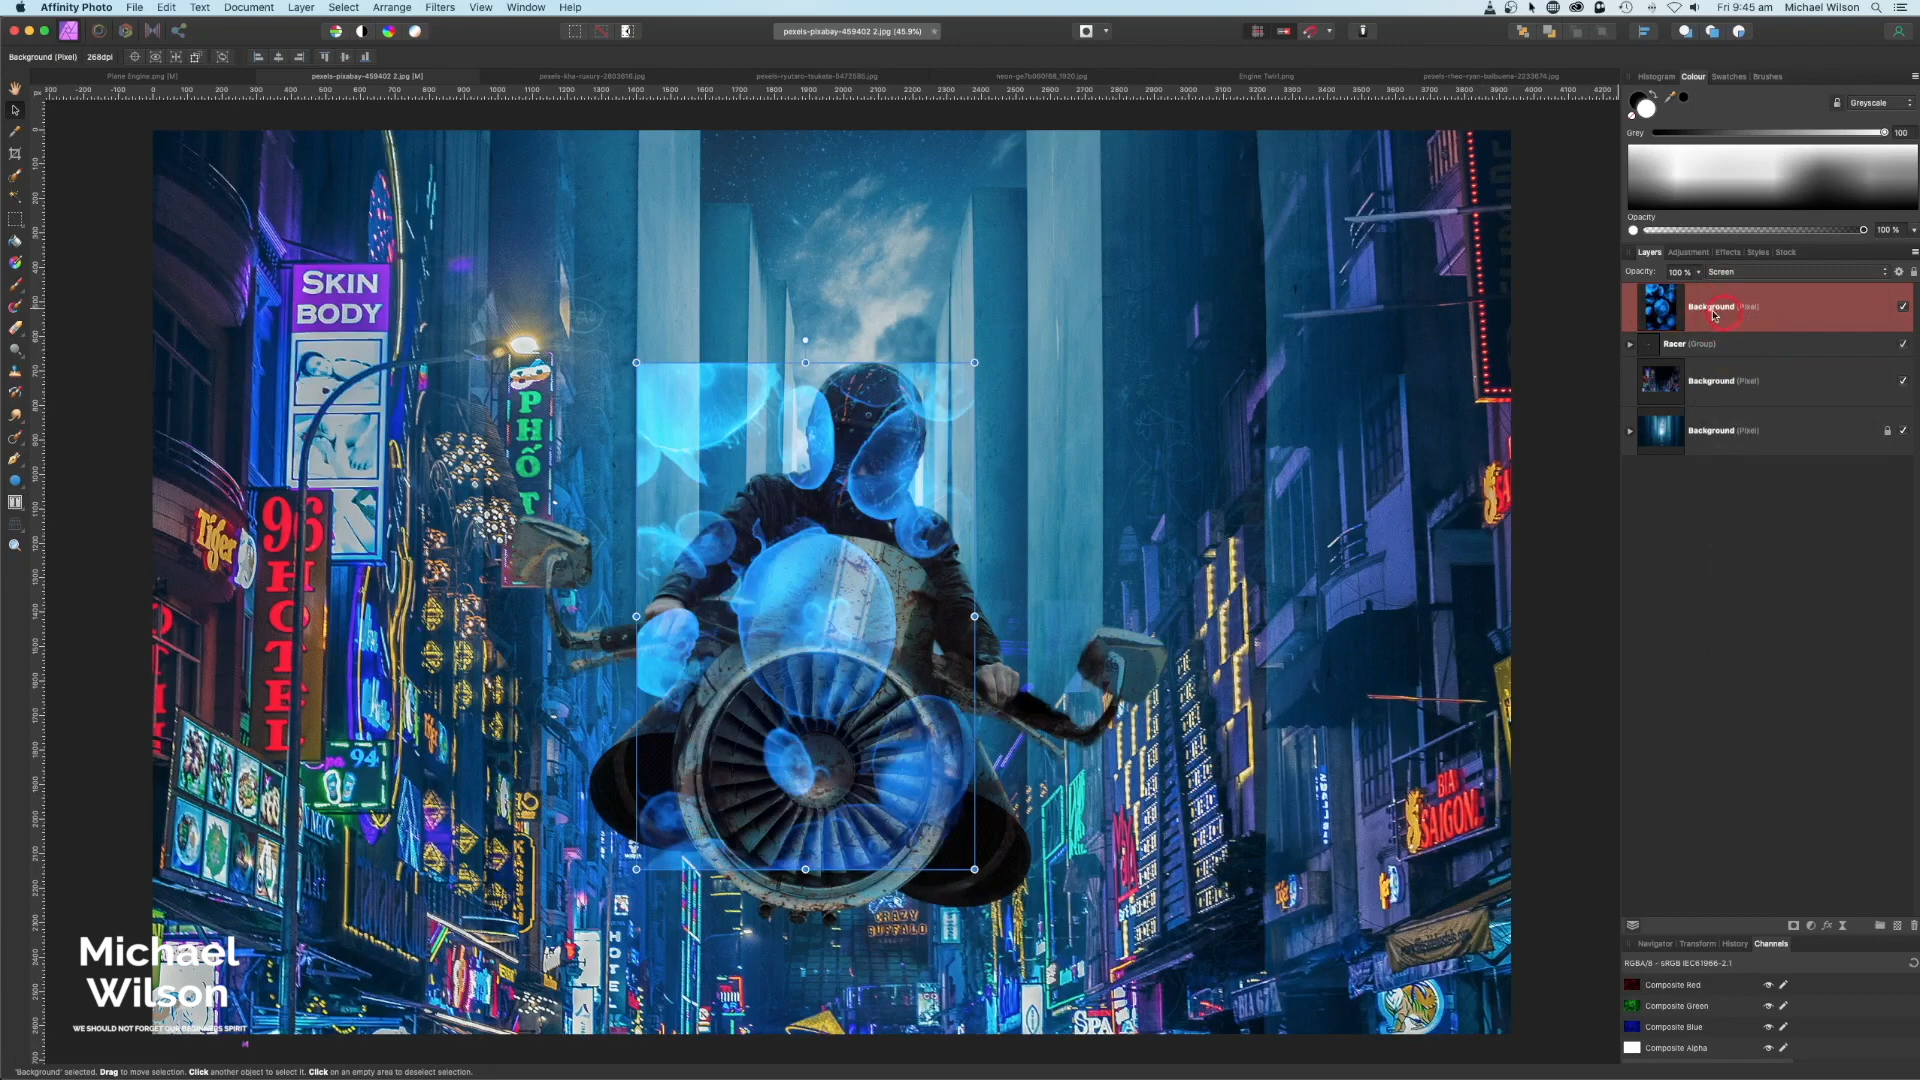 Affinity Photo File Edit Text Document Layer Select Arrange Filters View Window Help
Fri 9:45 am Michael Wilson
pexels-pixabay-459402 2.jpg (45.9%)
Background (Pixel) 268dpi
Plane Engine.png [M]
pexels-pixabay-459402 2.jpg [M]
pexels-kha-ruxury-2603616.jpg
pexels-ryutaro-tsukata-5472585.jpg
neon-ge7b060f88_1920.jpg
Engine Twirl.png
pexels-rheo-ryan-balbuena-2233674.jpg
Histogram Colour Swatches Brushes
Greyscale
Grey 100
Opacity
100 %
Layers Adjustment Effects Styles Stock
Opacity: 100 % Screen
Background (Pixel)
Racer (Group)
Background (Pixel)
Background (Pixel)
Navigator Transform History Channels
RGBA/8 - sRGB IEC61966-2.1
Composite Red
Composite Green
Composite Blue
Composite Alpha
SKIN
BODY
PHỞ
96
HOTEL
Tiger
94
CRAZY
BUFFALO
HOTEL
SPA
BIA
SAIGON
Michael
Wilson
WE SHOULD NOT FORGET OUR BEGINNERS SPIRIT
'Background' selected. Drag to move selection. Click another object to select it. Click on an empty area to deselect selection.